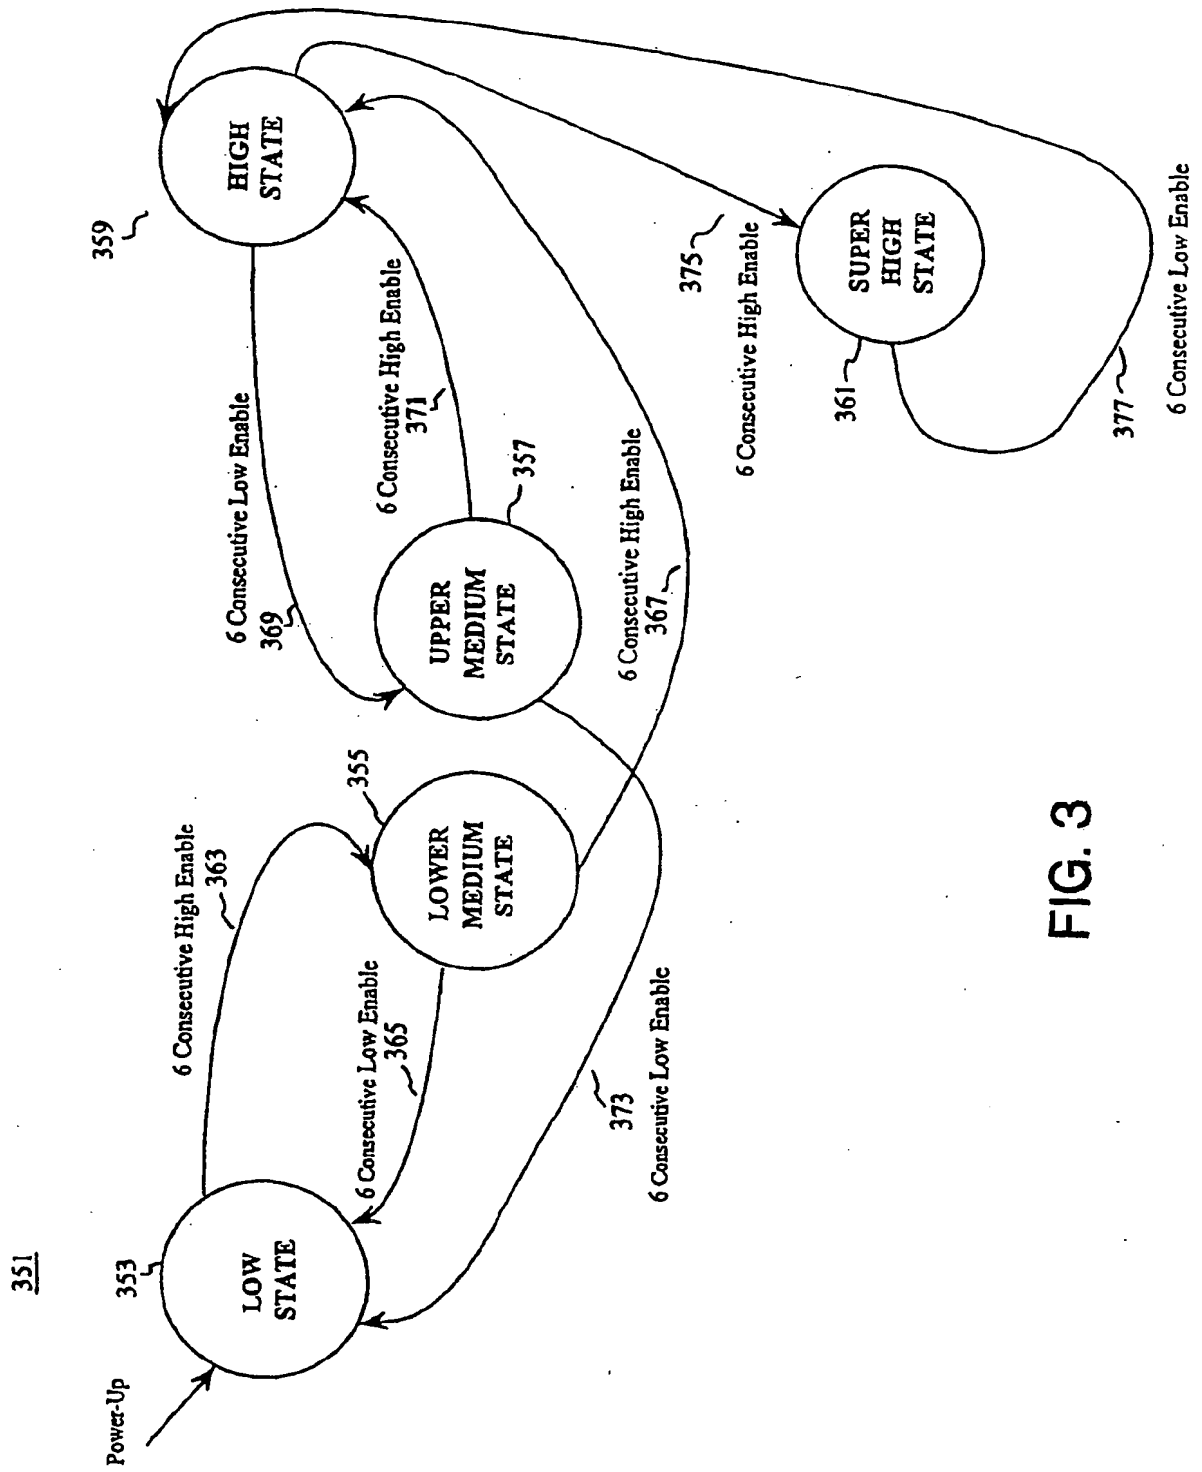 351
Power-Up
353
LOW
STATE
6 Consecutive High Enable
363
6 Consecutive Low Enable
365
355
LOWER
MEDIUM
STATE
373
6 Consecutive Low Enable
6 Consecutive Low Enable
369
UPPER
MEDIUM
STATE
357
6 Consecutive High Enable
371
6 Consecutive High Enable
367
359
HIGH
STATE
375
6 Consecutive High Enable
361
SUPER
HIGH
STATE
377
6 Consecutive Low Enable
FIG. 3